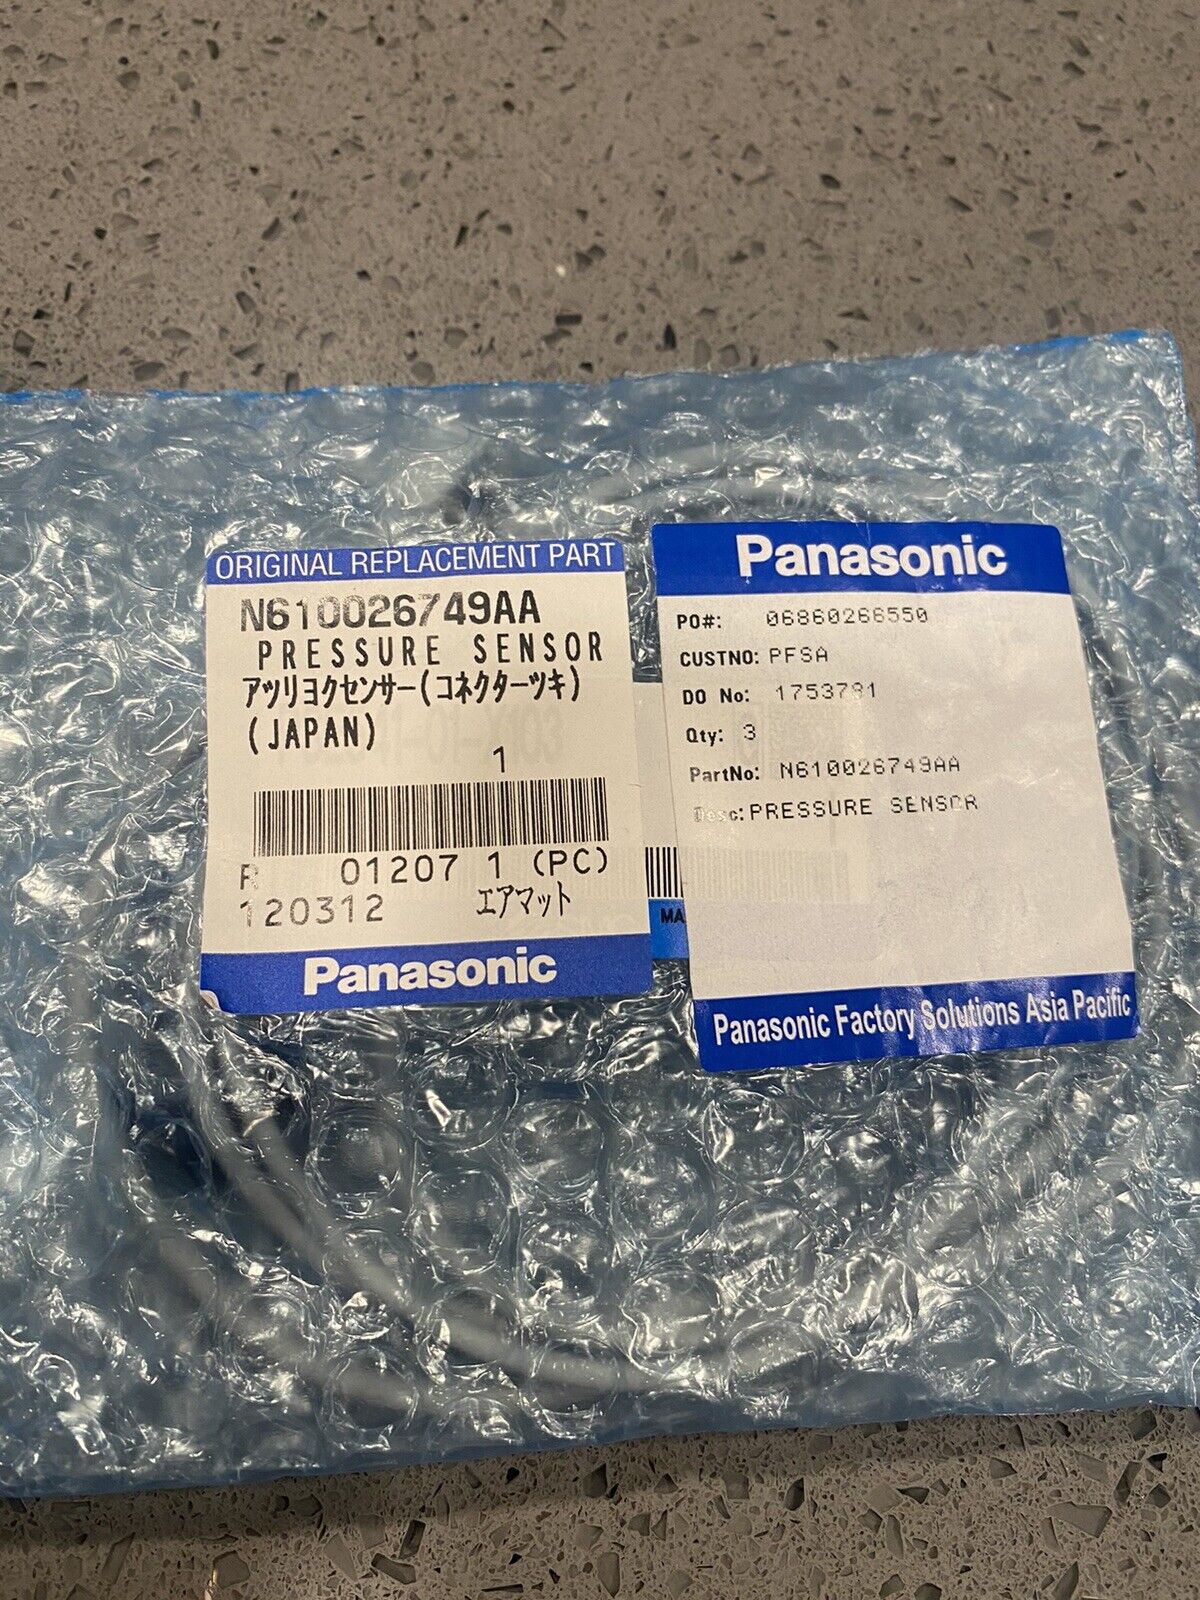 ORIGINAL REPLACEMENT PART
N610026749AA
PRESSURE SENSOR
アツリヨクセンサー(コネクターツキ)
(JAPAN)
1
R 01207 1 (PC)
120312 エアマット
Panasonic
MA
Panasonic
PO#: 06860266550
CUSTNO: PFSA
DO No: 1753781
Qty: 3
PartNo: N610026749AA
Desc: PRESSURE SENSOR
Panasonic Factory Solutions Asia Pacific